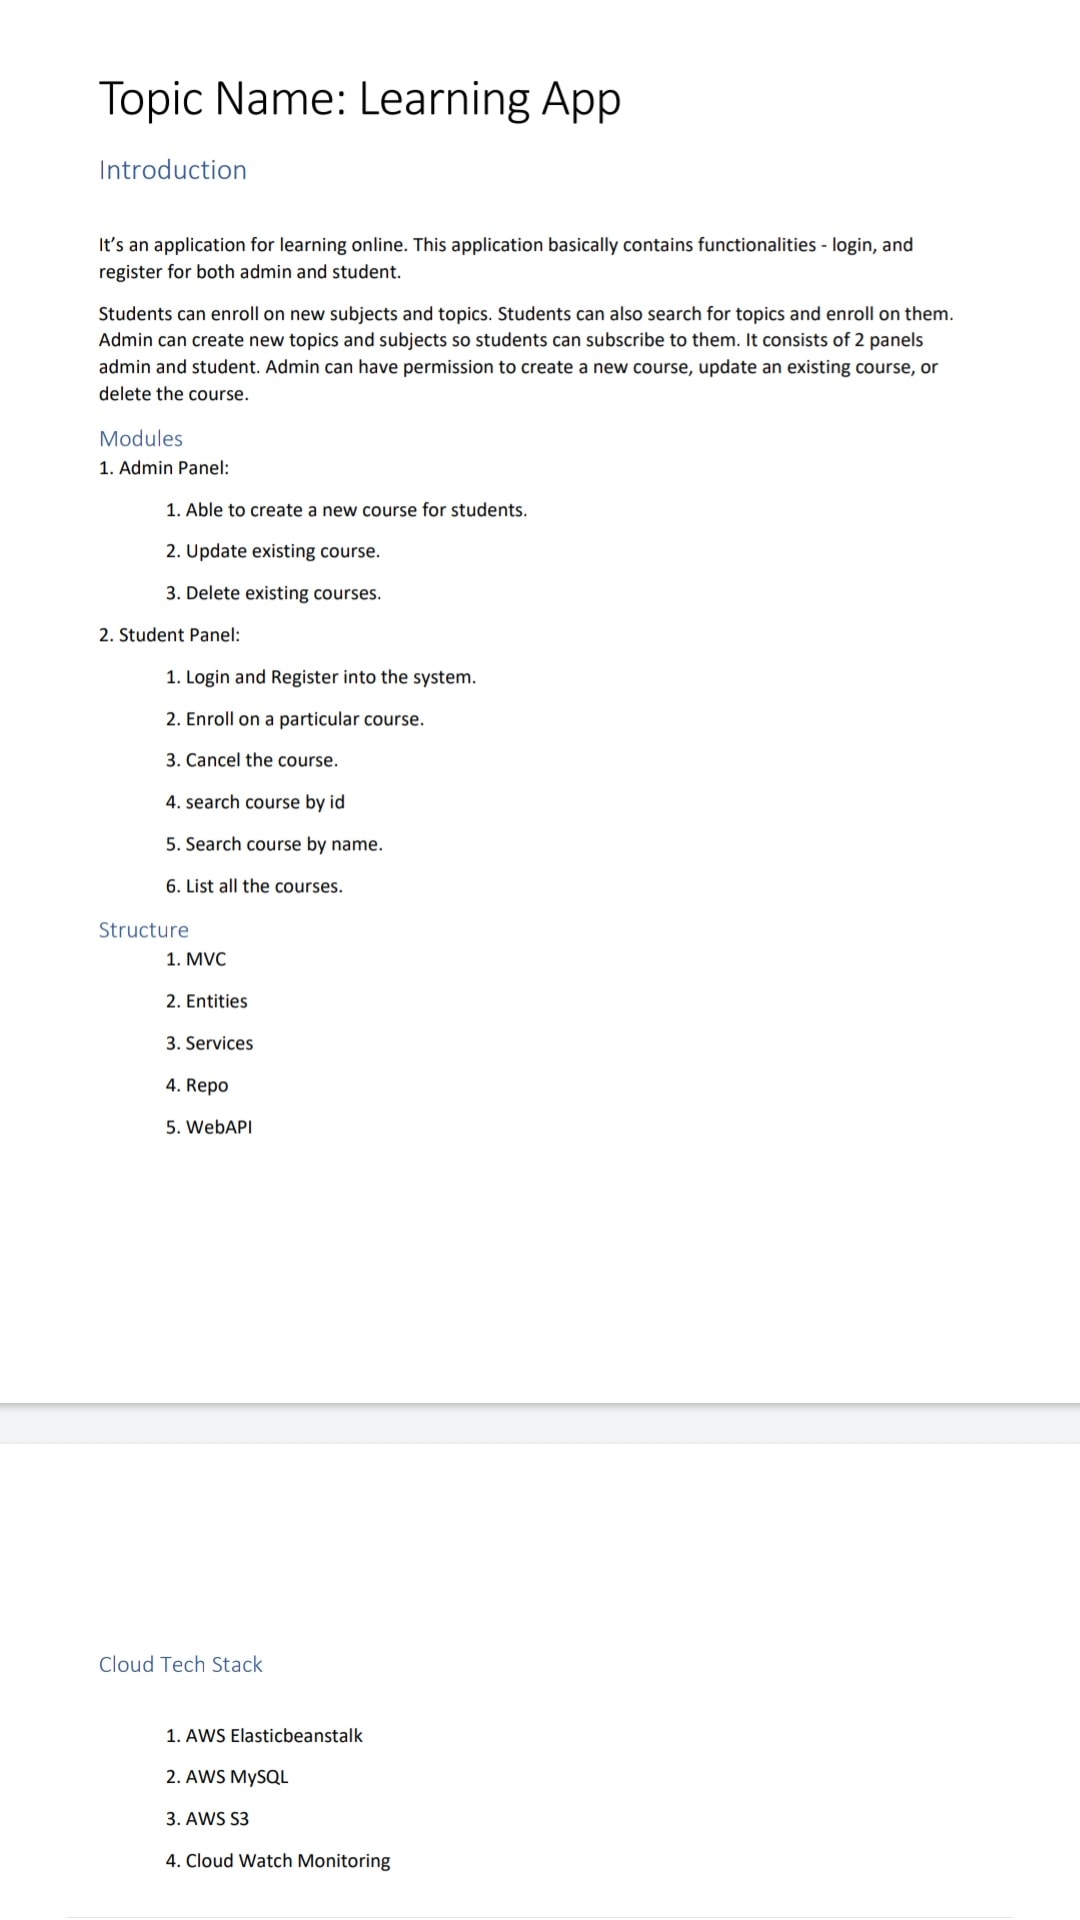 Topic Name: Learning App
Introduction
It’s an application for learning online. This application basically contains functionalities - login, and
register for both admin and student.
Students can enroll on new subjects and topics. Students can also search for topics and enroll on them.
Admin can create new topics and subjects so students can subscribe to them. It consists of 2 panels
admin and student. Admin can have permission to create a new course, update an existing course, or
delete the course.
Modules
1. Admin Panel:
1. Able to create a new course for students.
2. Update existing course.
3. Delete existing courses.
2. Student Panel:
1. Login and Register into the system.
2. Enroll on a particular course.
3. Cancel the course.
4. search course by id
5. Search course by name.
6. List all the courses.
Structure
1. MVC
2. Entities
3. Services
4. Repo
5. WebAPI
Cloud Tech Stack
1. AWS Elasticbeanstalk
2. AWS MySQL
3. AWS S3
4. Cloud Watch Monitoring